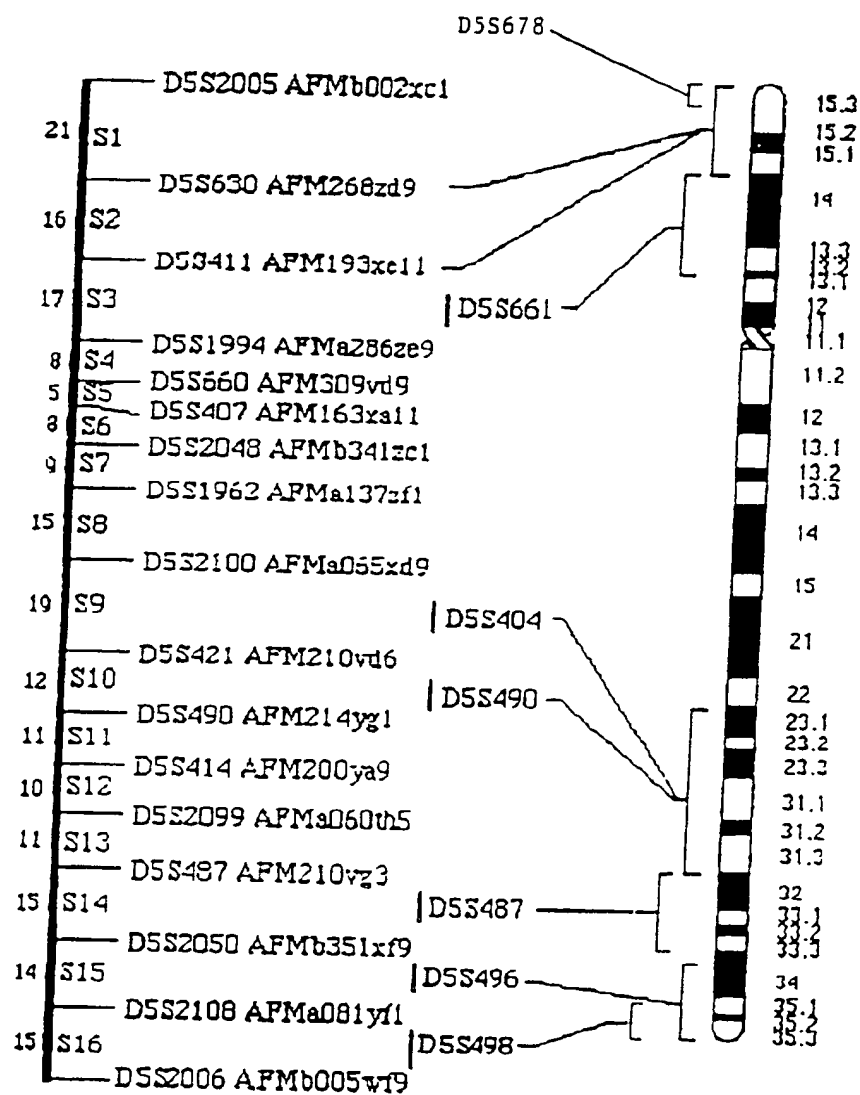 D5S678
D5S2005 AFMb002xc1
21 S1
D5S630 AFM268zd9
16 S2
D5S411 AFM193xe11
17 S3
D5S661
D5S1994 AFMa286ze9
8 S4
D5S660 AFM309vd9
5 S5
D5S407 AFM163xa11
8 S6
D5S2048 AFMb341zc1
9 S7
D5S1962 AFMa137zf1
15 S8
D5S2100 AFMa065xd9
19 S9
D5S404
D5S421 AFM210vd6
12 S10
D5S490
D5S490 AFM214yg1
11 S11
D5S414 AFM200ya9
10 S12
D5S2099 AFMa060th5
11 S13
D5S487 AFM210vz3
15 S14
D5S487
D5S2050 AFMb351xf9
14 S15
D5S496
D5S2108 AFMa081yf1
15 S16
D5S498
D5S2006 AFMb005wf9
15.3
15.2
15.1
14
13.3
13.2
13.1
12
11
11.1
11.2
12
13.1
13.2
13.3
14
15
21
22
23.1
23.2
23.3
31.1
31.2
31.3
32
33.1
33.2
33.3
34
35.1
35.2
35.3